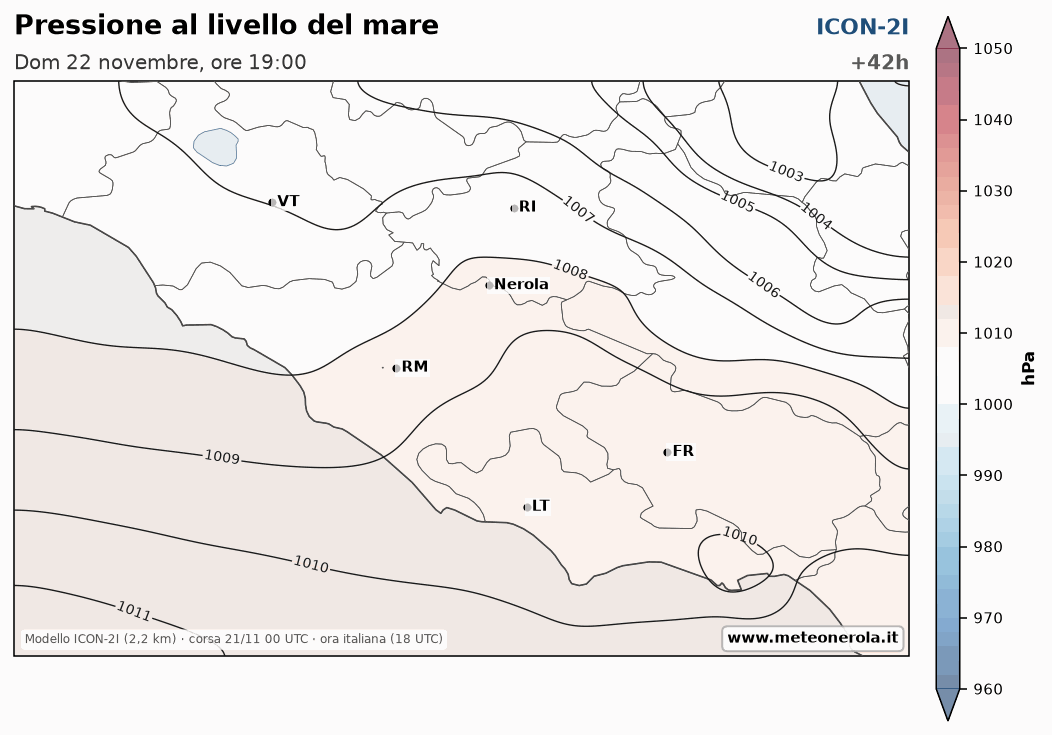 Pressione al livello del mare
ICON-2I
Dom 22 novembre, ore 19:00
+42h
1050
1040
1030
1020
1010
1000
990
980
970
960
hPa
1003
1004
1005
1006
1007
1008
1009
1010
1010
1011
VT
RI
Nerola
RM
FR
LT
Modello ICON-2I (2,2 km) · corsa 21/11 00 UTC · ora italiana (18 UTC)
www.meteonerola.it